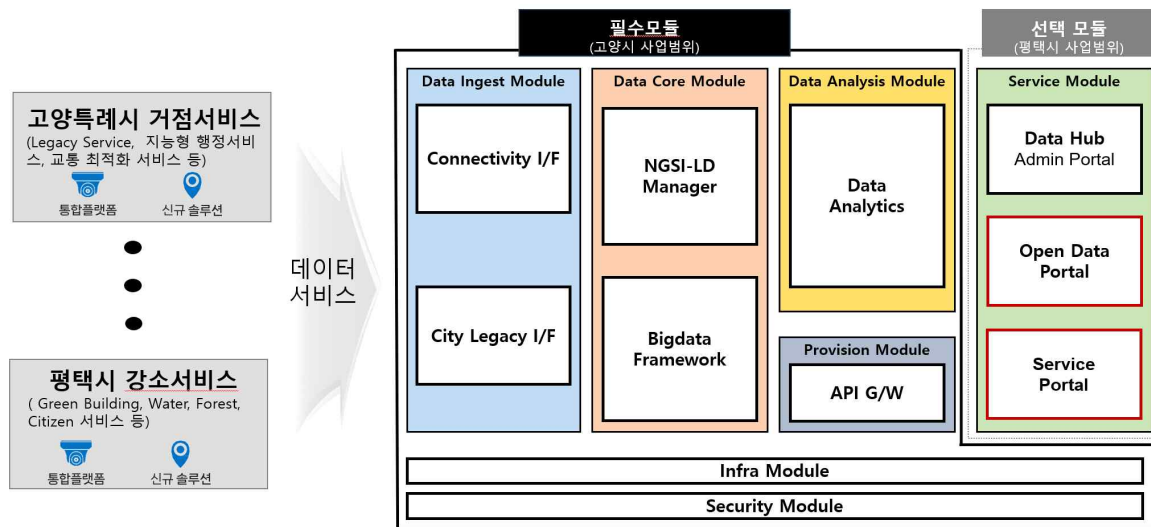 필수모듈
(고양시 사업범위)
선택 모듈
(평택시 사업범위)
고양특례시 거점서비스
(Legacy Service, 지능형 행정서비
스, 교통 최적화 서비스 등)
통합플랫폼
신규 솔루션
평택시 강소서비스
( Green Building, Water, Forest,
Citizen 서비스 등)
통합플랫폼
신규 솔루션
데이터
서비스
Data Ingest Module
Connectivity I/F
City Legacy I/F
Data Core Module
NGSI-LD
Manager
Bigdata
Framework
Data Analysis Module
Data
Analytics
Provision Module
API G/W
Service Module
Data Hub
Admin Portal
Open Data
Portal
Service
Portal
Infra Module
Security Module